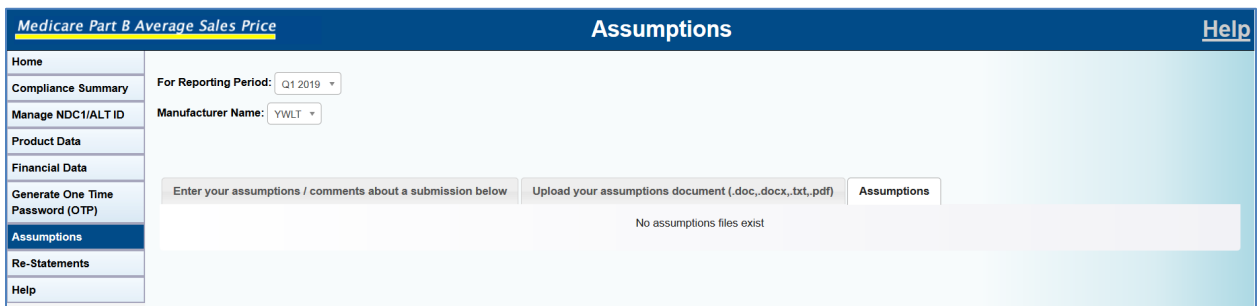 Medicare Part B Average Sales Price
Assumptions
Help
Home
Compliance Summary
Manage NDC1/ALT ID
Product Data
Financial Data
Generate One Time
Password (OTP)
Assumptions
Re-Statements
Help
For Reporting Period: Q1 2019
Manufacturer Name: YWLT
Enter your assumptions / comments about a submission below
Upload your assumptions document (.doc,.docx,.txt,.pdf)
Assumptions
No assumptions files exist